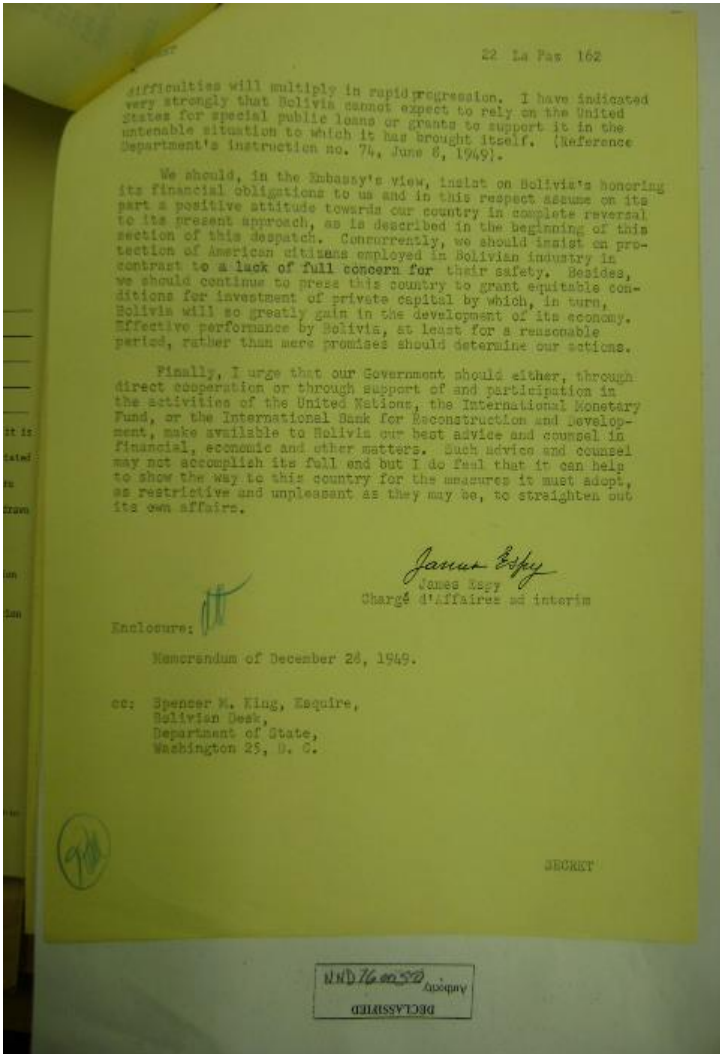 22 La Paz 162
difficulties will multiply in rapid progression. I have indicated
very strongly that Bolivia cannot expect to rely on the United
States for special public loans or grants to support it in the
untenable situation to which it has brought itself. (Reference
Department's instruction no. 74, June 8, 1949).
We should, in the Embassy's view, insist on Bolivia's honoring
its financial obligations to us and in this respect assume on its
part a positive attitude towards our country in complete reversal
to its present approach, as is described in the beginning of this
section of this despatch. Concurrently, we should insist on pro-
tection of American citizens employed in Bolivian industry in
contrast to a lack of full concern for their safety. Besides,
we should continue to press this country to grant equitable con-
ditions for investment of private capital by which, in turn,
Bolivia will so greatly gain in the development of its economy.
Effective performance by Bolivia, at least for a reasonable
period, rather than mere promises should determine our actions.
Finally, I urge that our Government should either, through
direct cooperation or through support of and participation in
the activities of the United Nations, the International Monetary
Fund, or the International Bank for Reconstruction and Develop-
ment, make available to Bolivia our best advice and counsel in
financial, economic and other matters. Such advice and counsel
may not accomplish its full end but I do feel that it can help
to show the way to this country for the measures it must adopt,
as restrictive and unpleasant as they may be, to straighten out
its own affairs.
James Espy
James Espy
Chargé d'Affaires ad interim
Enclosure:
Memorandum of December 28, 1949.
cc: Spencer M. King, Esquire,
Bolivian Desk,
Department of State,
Washington 25, D. C.
SECRET
DECLASSIFIED
Authority